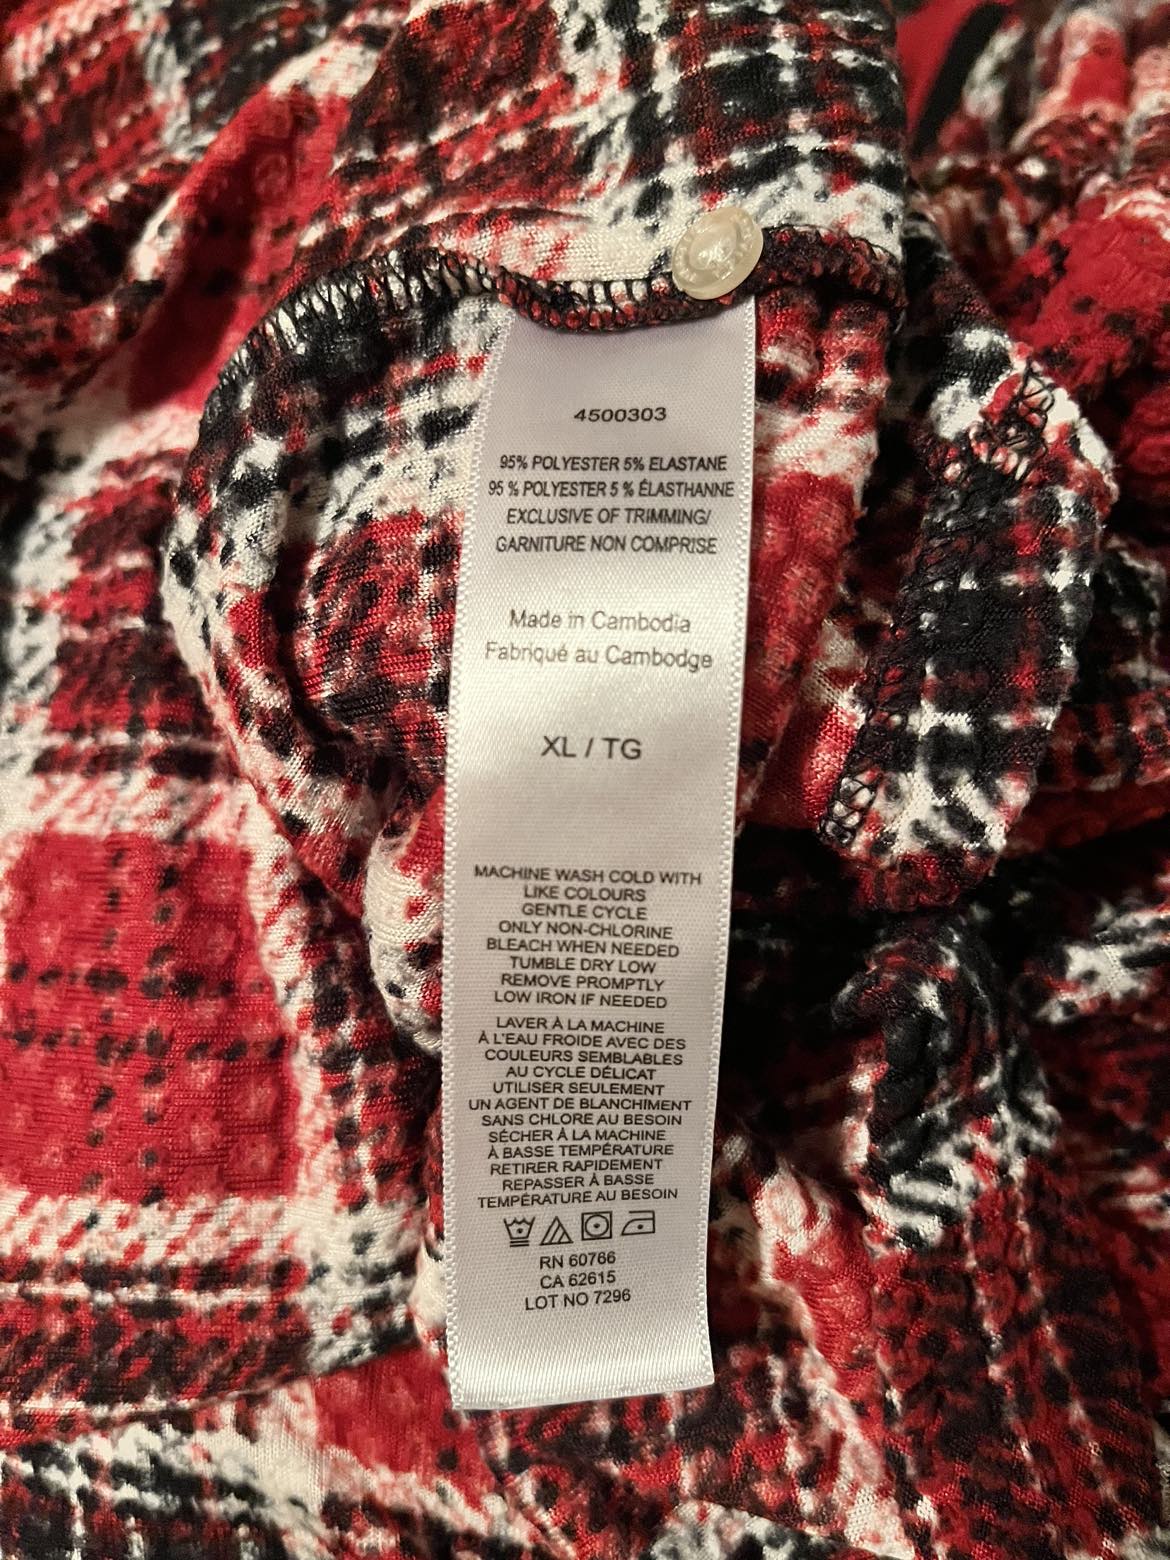 4500303
95% POLYESTER 5% ELASTANE
95 % POLYESTER 5 % ÉLASTHANNE
EXCLUSIVE OF TRIMMING/
GARNITURE NON COMPRISE
Made in Cambodia
Fabriqué au Cambodge
XL / TG
MACHINE WASH COLD WITH
LIKE COLOURS
GENTLE CYCLE
ONLY NON-CHLORINE
BLEACH WHEN NEEDED
TUMBLE DRY LOW
REMOVE PROMPTLY
LOW IRON IF NEEDED
LAVER À LA MACHINE
À L'EAU FROIDE AVEC DES
COULEURS SEMBLABLES
AU CYCLE DÉLICAT
UTILISER SEULEMENT
UN AGENT DE BLANCHIMENT
SANS CHLORE AU BESOIN
SÉCHER À LA MACHINE
À BASSE TEMPÉRATURE
RETIRER RAPIDEMENT
REPASSER À BASSE
TEMPÉRATURE AU BESOIN
RN 60766
CA 62615
LOT NO 7296